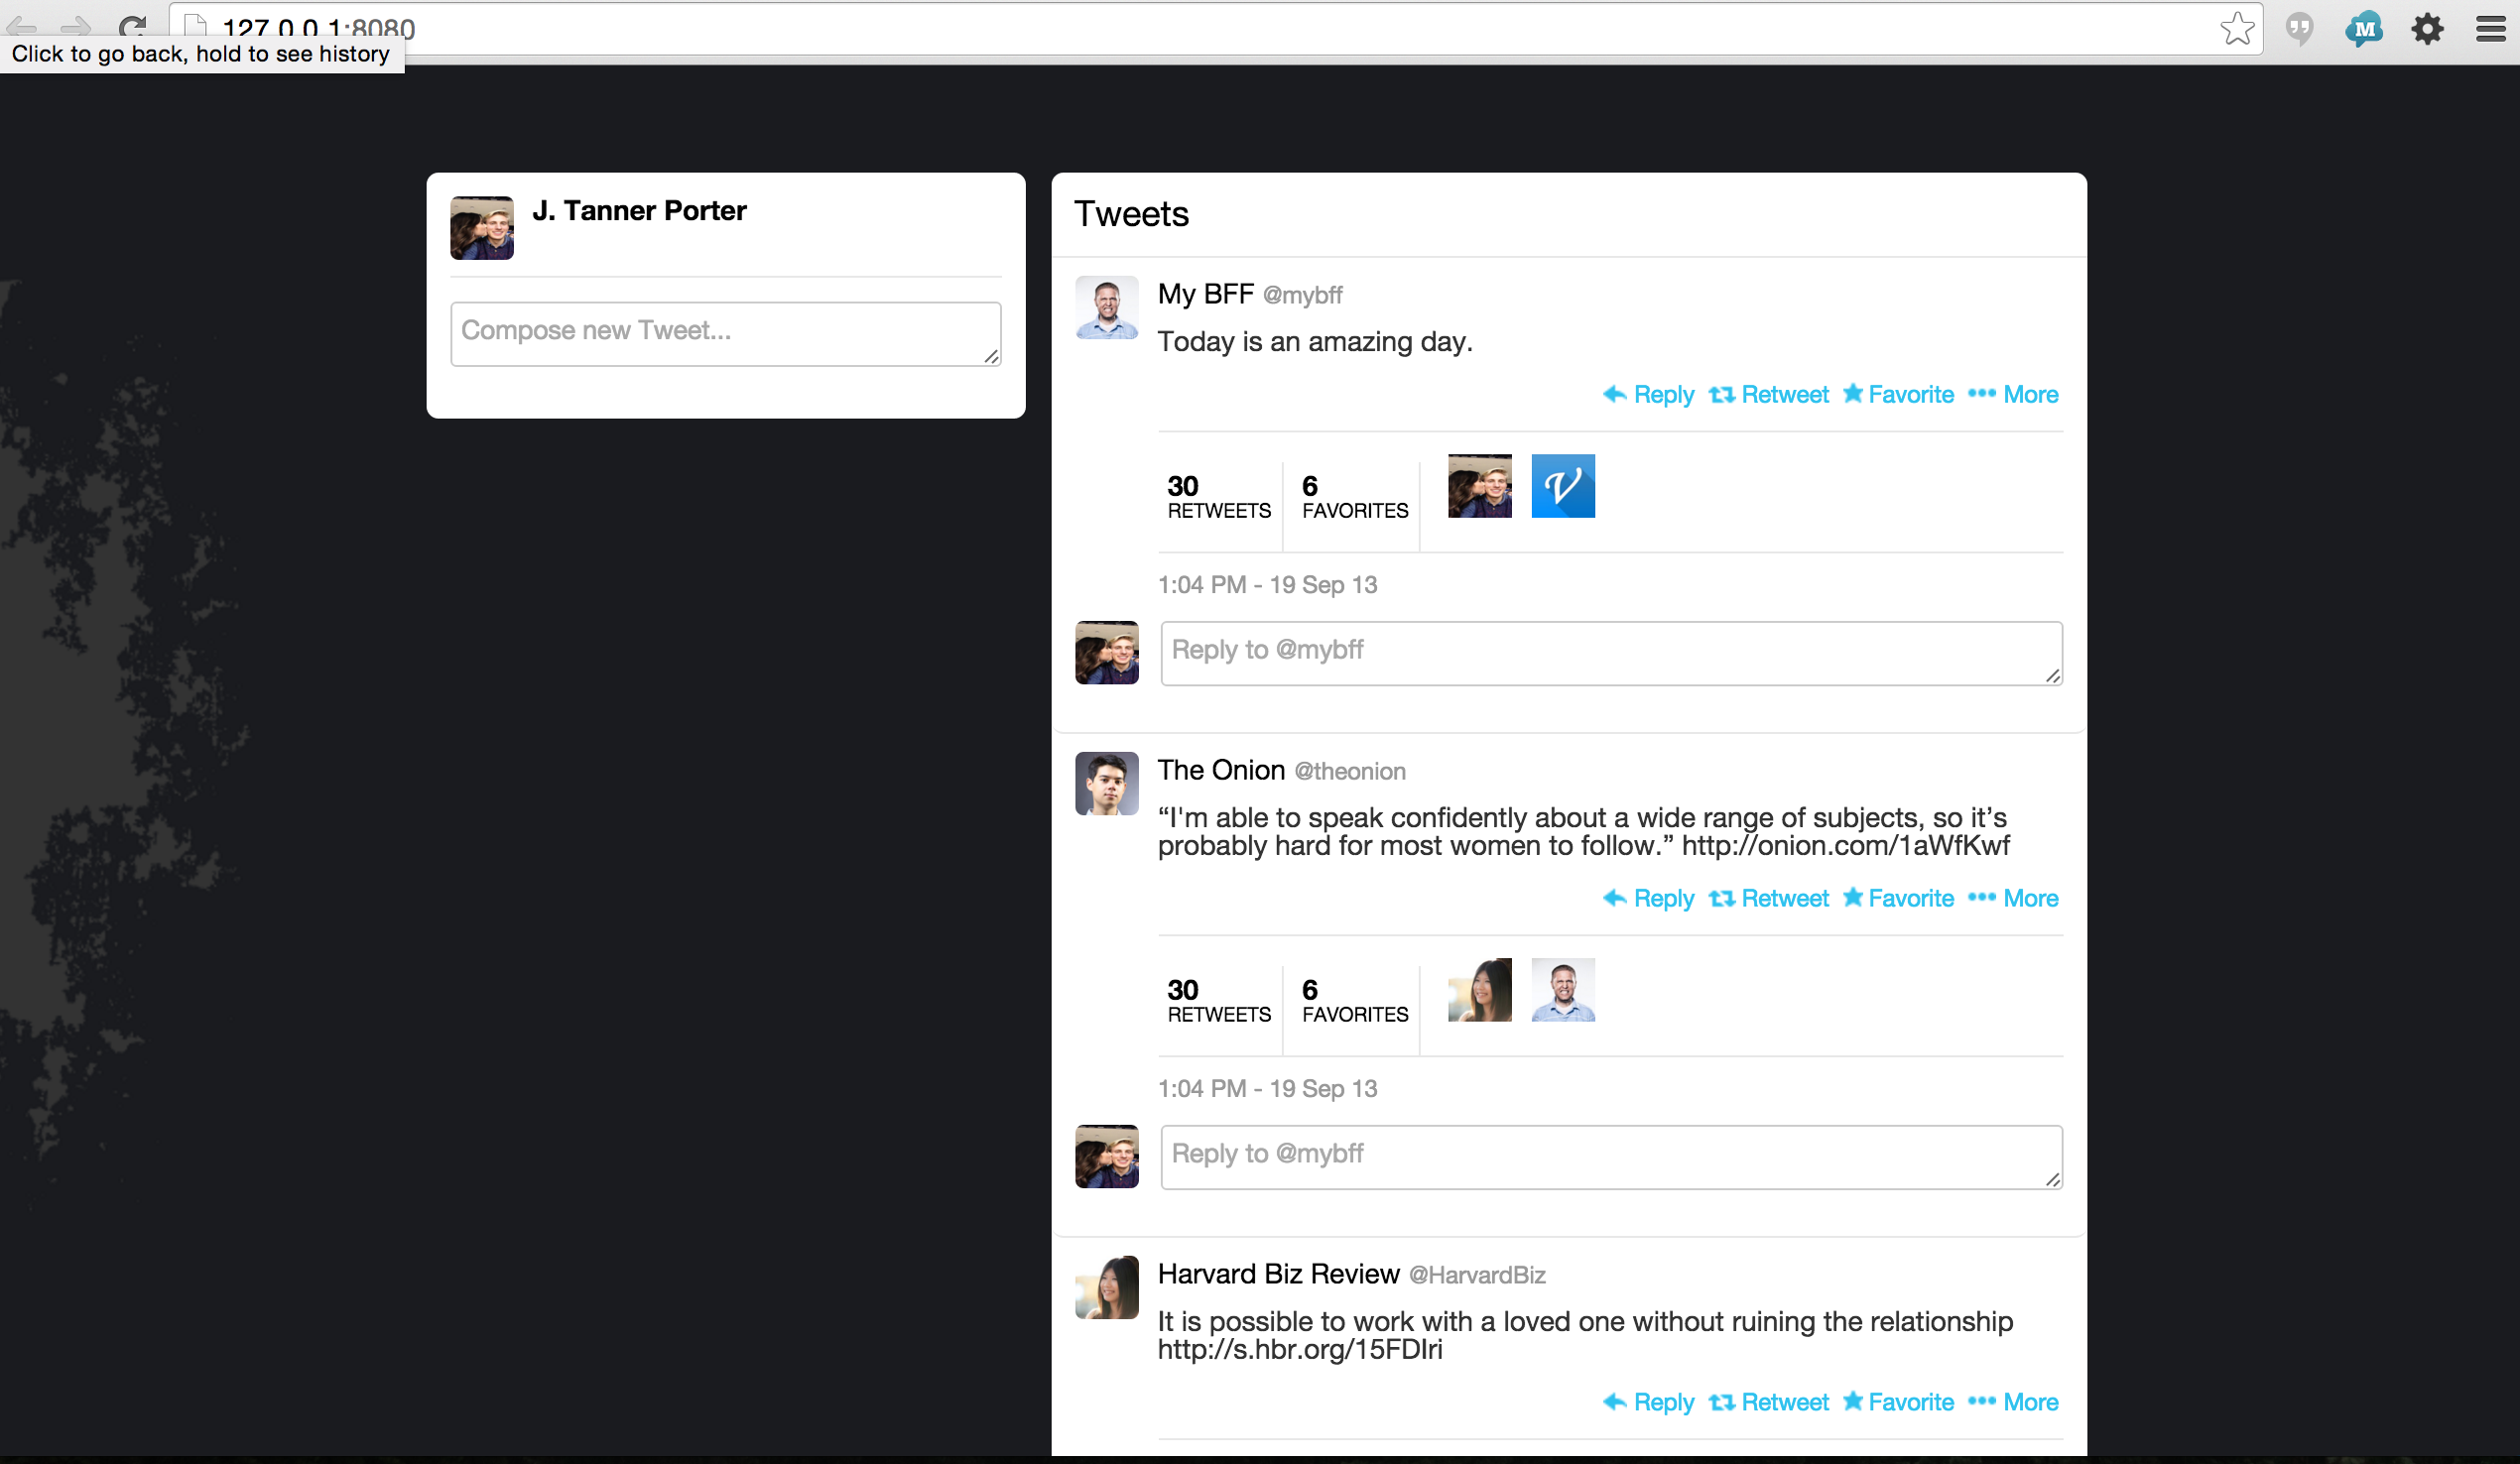 127.0.0.1:8080
Click to go back, hold to see history
M
J. Tanner Porter
Compose new Tweet...
Tweets
My BFF @mybff
Today is an amazing day.
Reply Retweet Favorite More
30 6
RETWEETS FAVORITES
V
1:04 PM - 19 Sep 13
Reply to @mybff
The Onion @theonion
“I'm able to speak confidently about a wide range of subjects, so it’s
probably hard for most women to follow.” http://onion.com/1aWfKwf
Reply Retweet Favorite More
30 6
RETWEETS FAVORITES
1:04 PM - 19 Sep 13
Reply to @mybff
Harvard Biz Review @HarvardBiz
It is possible to work with a loved one without ruining the relationship
http://s.hbr.org/15FDIri
Reply Retweet Favorite More